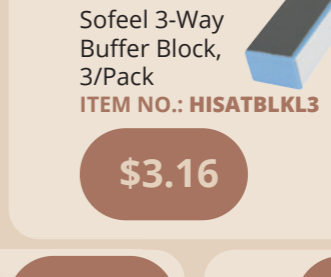 Sofeel 3-Way
Buffer Block,
3/Pack
ITEM NO.: HISATBLKL3
$3.16